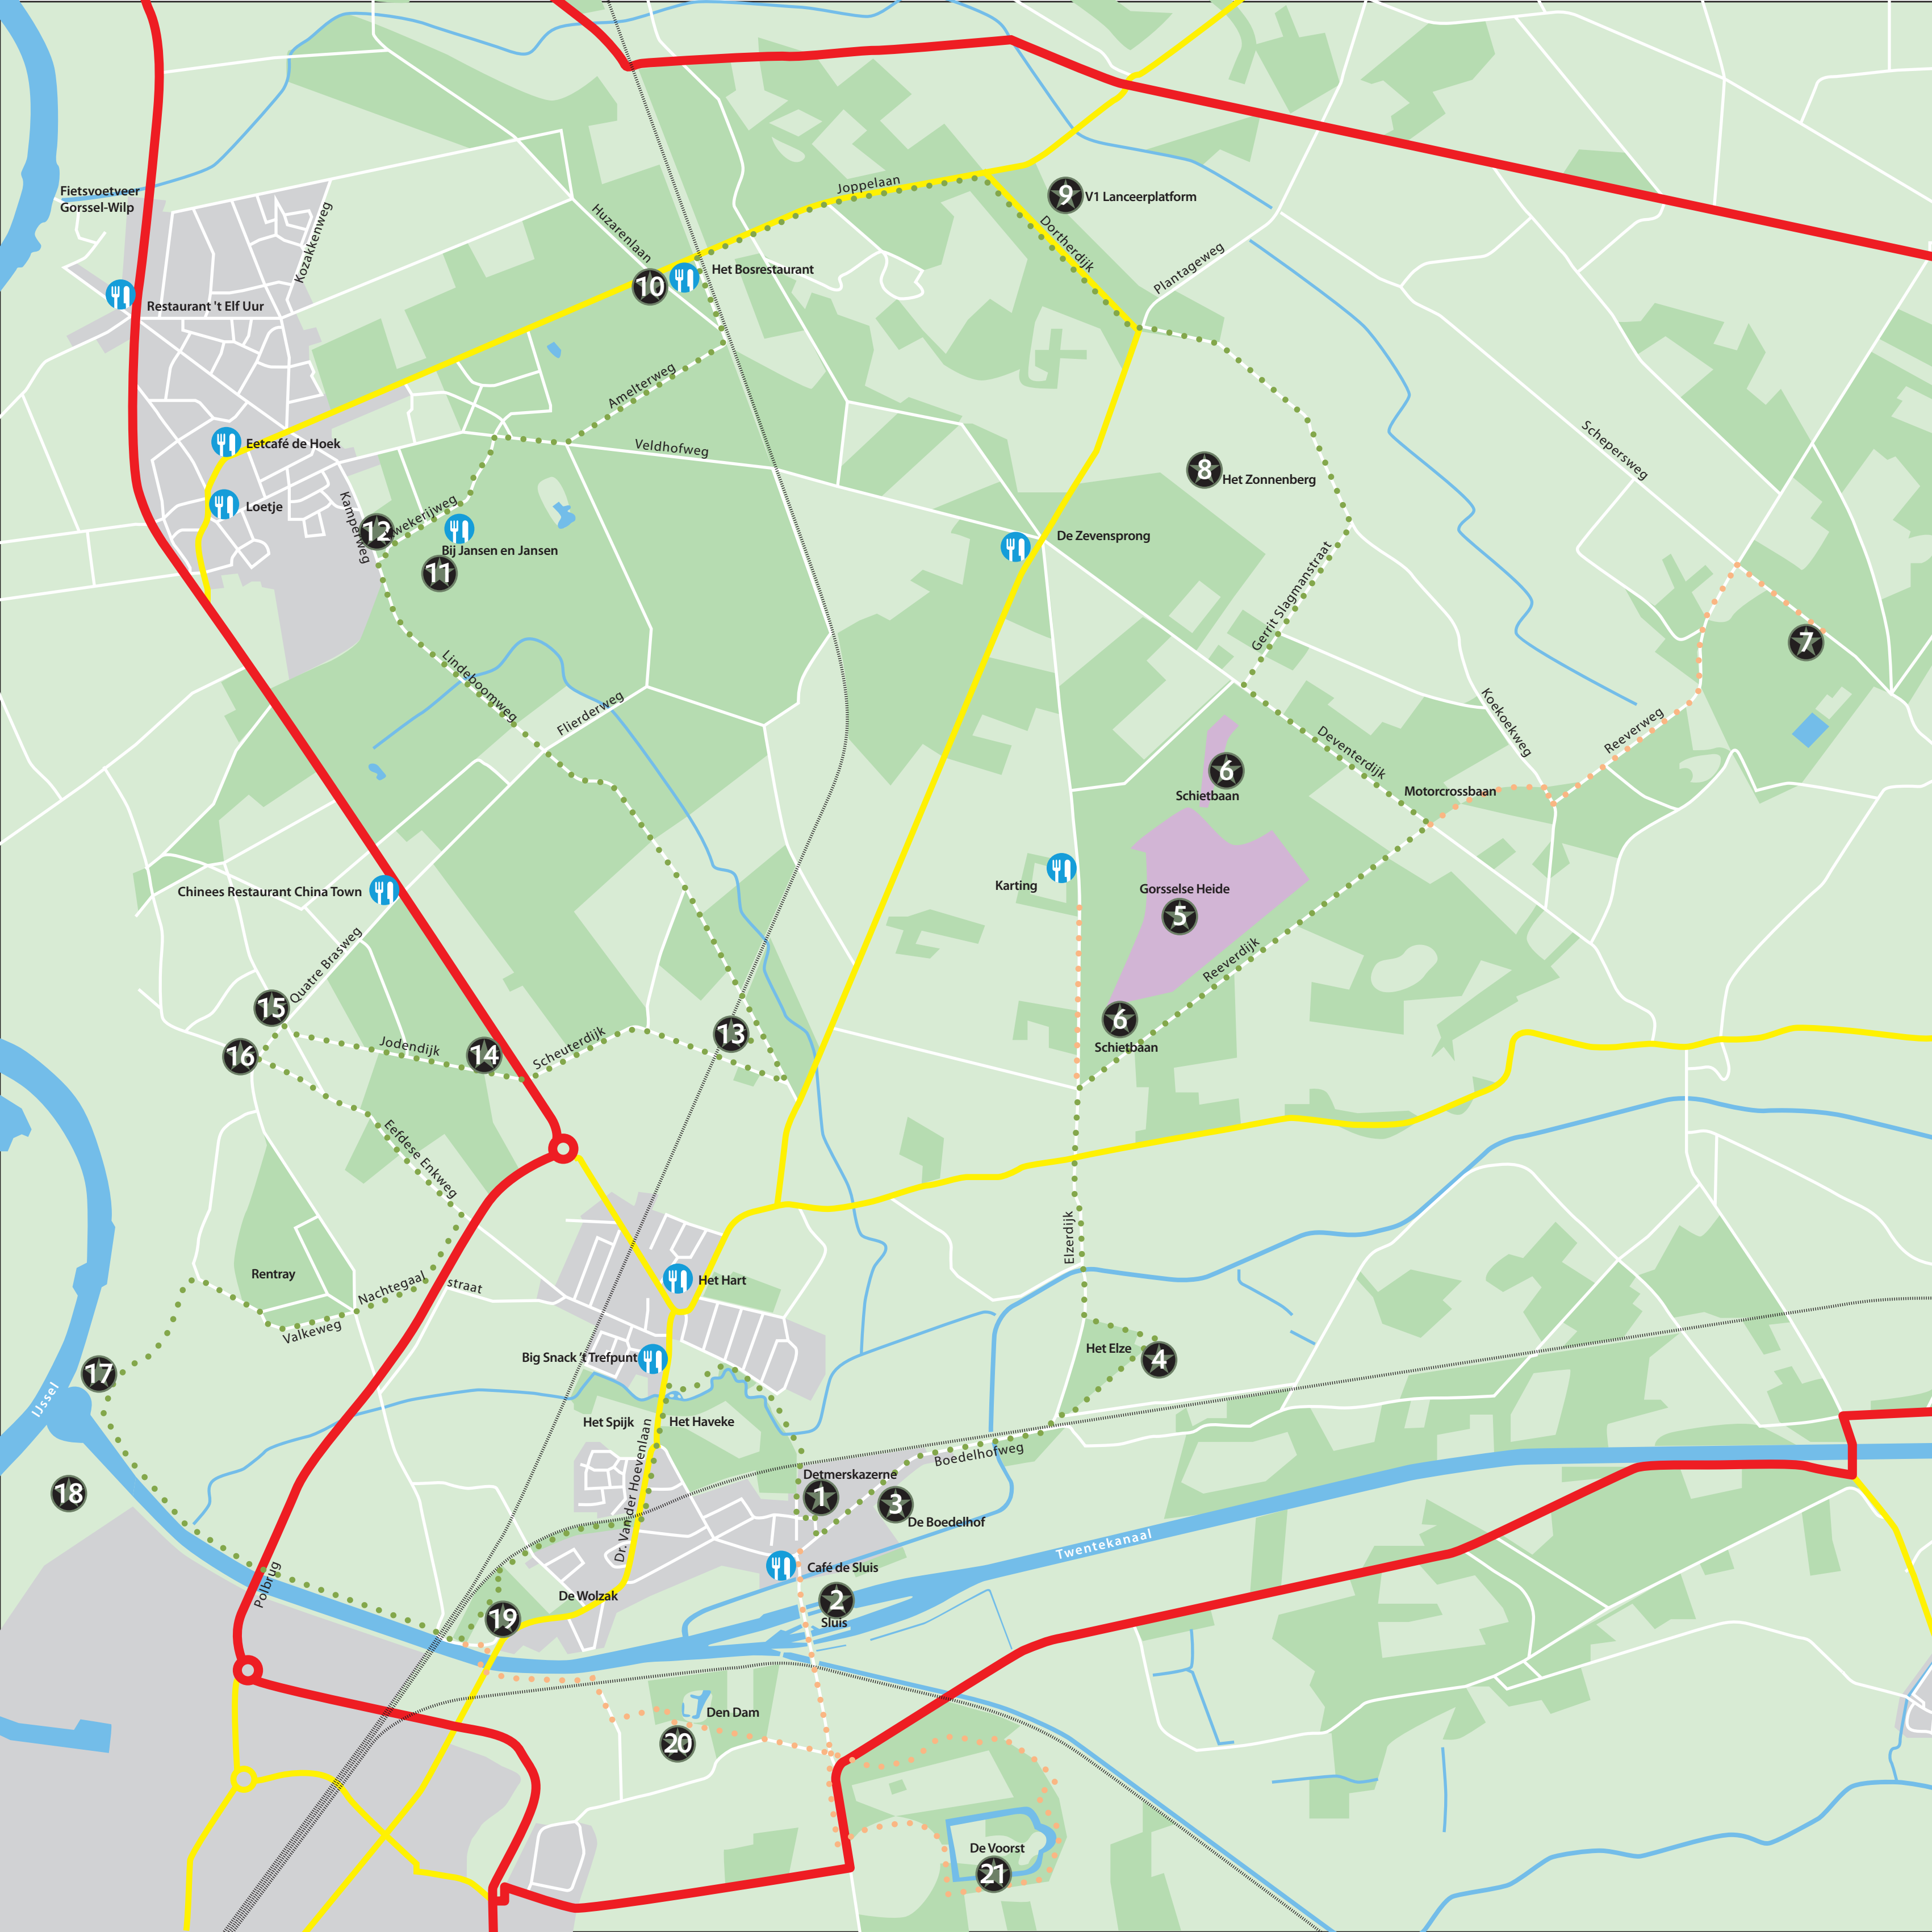 Fietsvoetveer
Gorssel-Wilp
Joppelaan
9
V1 Lanceerplatform
Huzarenlaan
Kozakkenweg
Dortherdijk
Plantageweg
10
Het Bosrestaurant
Restaurant 't Elf Uur
Amelterweg
Eetcafé de Hoek
Veldhofweg
Schepersweg
8
Het Zonnenberg
Loetje
Kamperweg
12
Bij Jansen en Jansen
11
De Zevensprong
Gerrit Slagmanstraat
7
Lindeboomweg
Flierderweg
Koekoekweg
Reeverweg
Deventerdijk
6
Schietbaan
Motorcrossbaan
Karting
Gorsselse Heide
5
Chinees Restaurant China Town
Quatre Brasweg
Reeverdijk
15
6
Schietbaan
13
Jodendijk
14
Scheuterdijk
16
Eefdese Enkweg
Elzerdijk
Rentray
Nachtegaal
straat
Het Hart
Valkeweg
Het Elze
4
Big Snack 't Trefpunt
17
IJssel
Het Spijk
Het Haveke
Dr. Van der Hoevenlaan
Boedelhofweg
Detmerskazerne
1
3
De Boedelhof
18
Twentekanaal
Café de Sluis
Polbrug
De Wolzak
2
Sluis
19
Den Dam
20
De Voorst
21